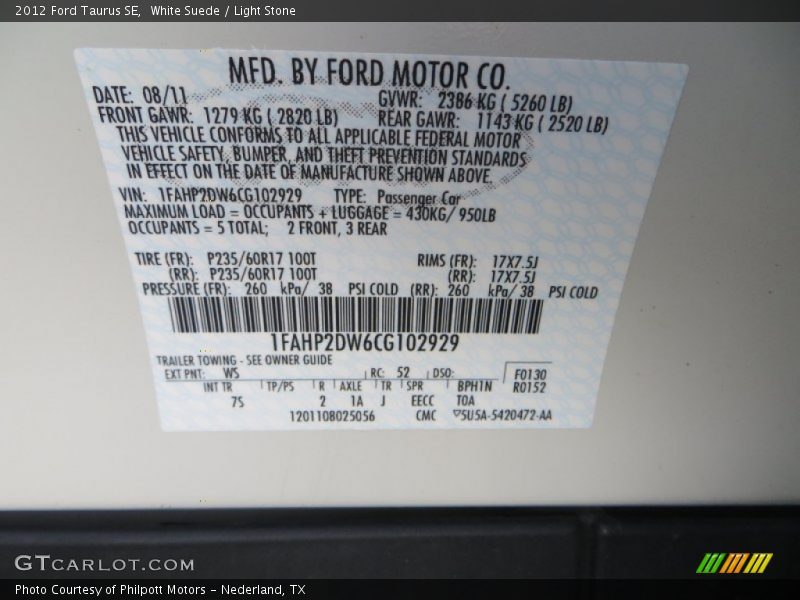 2012 Ford Taurus SE, White Suede / Light Stone
MFD. BY FORD MOTOR CO.
DATE: 08/11 GVWR: 2386 KG ( 5260 LB)
FRONT GAWR: 1279 KG ( 2820 LB) REAR GAWR: 1143 KG ( 2520 LB)
THIS VEHICLE CONFORMS TO ALL APPLICABLE FEDERAL MOTOR
VEHICLE SAFETY, BUMPER, AND THEFT PREVENTION STANDARDS
IN EFFECT ON THE DATE OF MANUFACTURE SHOWN ABOVE.
VIN: 1FAHP2DW6CG102929 TYPE: Passenger Car
MAXIMUM LOAD = OCCUPANTS + LUGGAGE = 430KG/ 950LB
OCCUPANTS = 5 TOTAL; 2 FRONT, 3 REAR
TIRE (FR): P235/60R17 100T RIMS (FR): 17X7.5J
(RR): P235/60R17 100T (RR): 17X7.5J
PRESSURE (FR): 260 kPa/ 38 PSI COLD (RR): 260 kPa/ 38 PSI COLD
1FAHP2DW6CG102929
TRAILER TOWING - SEE OWNER GUIDE
EXT PNT: WS RC: 52 DSO: F0130
INT TR TP/PS R AXLE TR SPR BPH1N R0152
7S 2 1A J EECC TOA
1201108025056 CMC ▽5U5A-5420472-AA
GTCARLOT.COM
Photo Courtesy of Philpott Motors - Nederland, TX